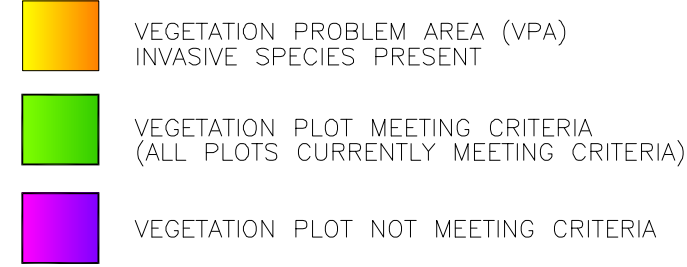 VEGETATION PROBLEM AREA (VPA)
INVASIVE SPECIES PRESENT
VEGETATION PLOT MEETING CRITERIA
(ALL PLOTS CURRENTLY MEETING CRITERIA)
VEGETATION PLOT NOT MEETING CRITERIA